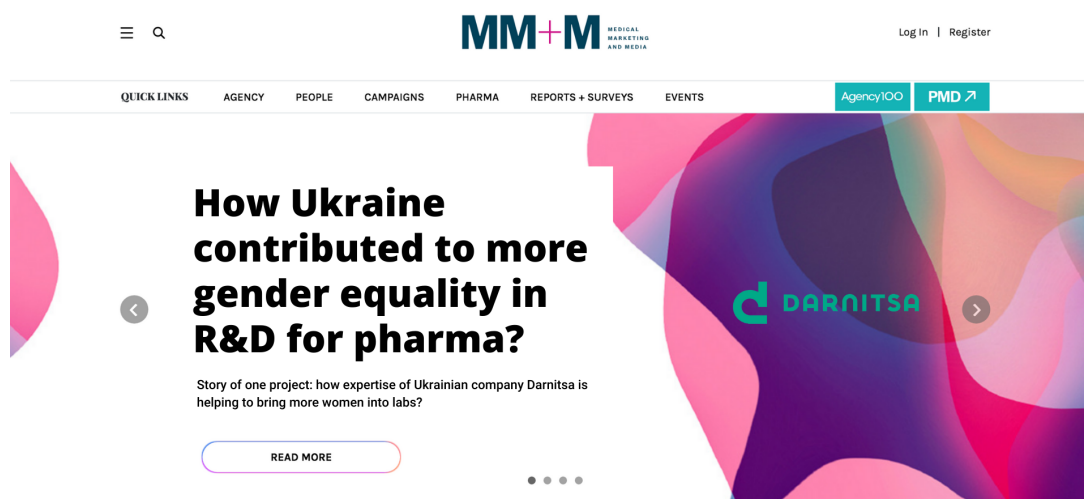 MM+M MEDICAL
MARKETING
AND MEDIA
Log In | Register
QUICK LINKS AGENCY PEOPLE CAMPAIGNS PHARMA REPORTS + SURVEYS EVENTS Agency100 PMD↗
How Ukraine
contributed to more
gender equality in
R&D for pharma?
DARNITSA
Story of one project: how expertise of Ukrainian company Darnitsa is
helping to bring more women into labs?
READ MORE